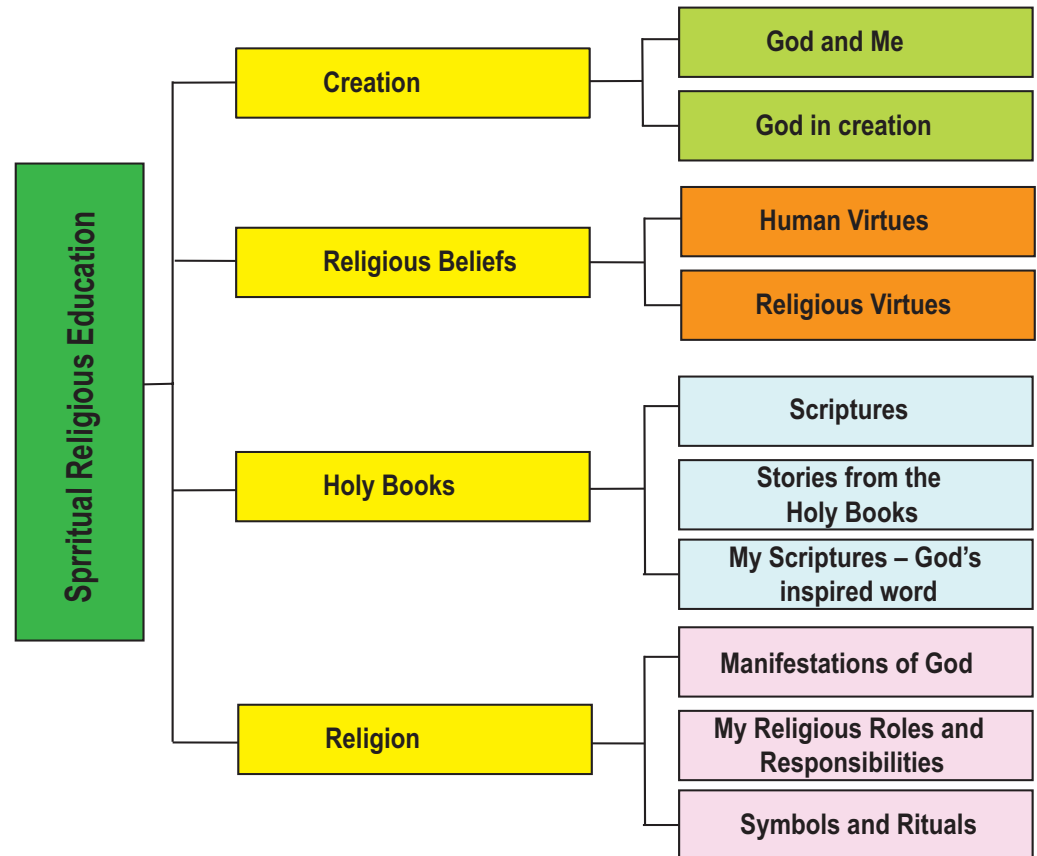 Sprritual Religious Education
Creation
God and Me
God in creation
Religious Beliefs
Human Virtues
Religious Virtues
Holy Books
Scriptures
Stories from the
Holy Books
My Scriptures – God's
inspired word
Religion
Manifestations of God
My Religious Roles and
Responsibilities
Symbols and Rituals